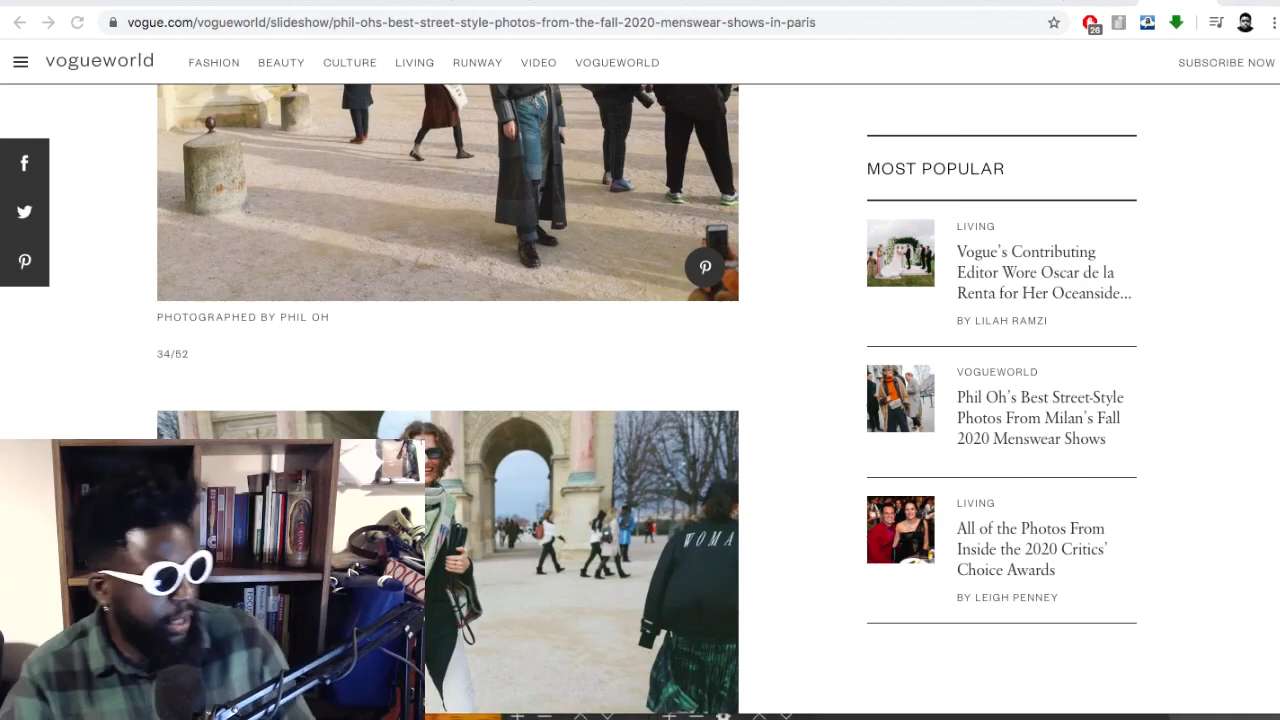 vogue.com/vogueworld/slideshow/phil-ohs-best-street-style-photos-from-the-fall-2020-menswear-shows-in-paris
26
vogueworld
FASHION BEAUTY CULTURE LIVING RUNWAY VIDEO VOGUEWORLD
SUBSCRIBE NOW
PHOTOGRAPHED BY PHIL OH
34/52
WOMA
MOST POPULAR
LIVING
Vogue's Contributing
Editor Wore Oscar de la
Renta for Her Oceanside...
BY LILAH RAMZI
VOGUEWORLD
Phil Oh's Best Street-Style
Photos From Milan's Fall
2020 Menswear Shows
LIVING
All of the Photos From
Inside the 2020 Critics'
Choice Awards
BY LEIGH PENNEY